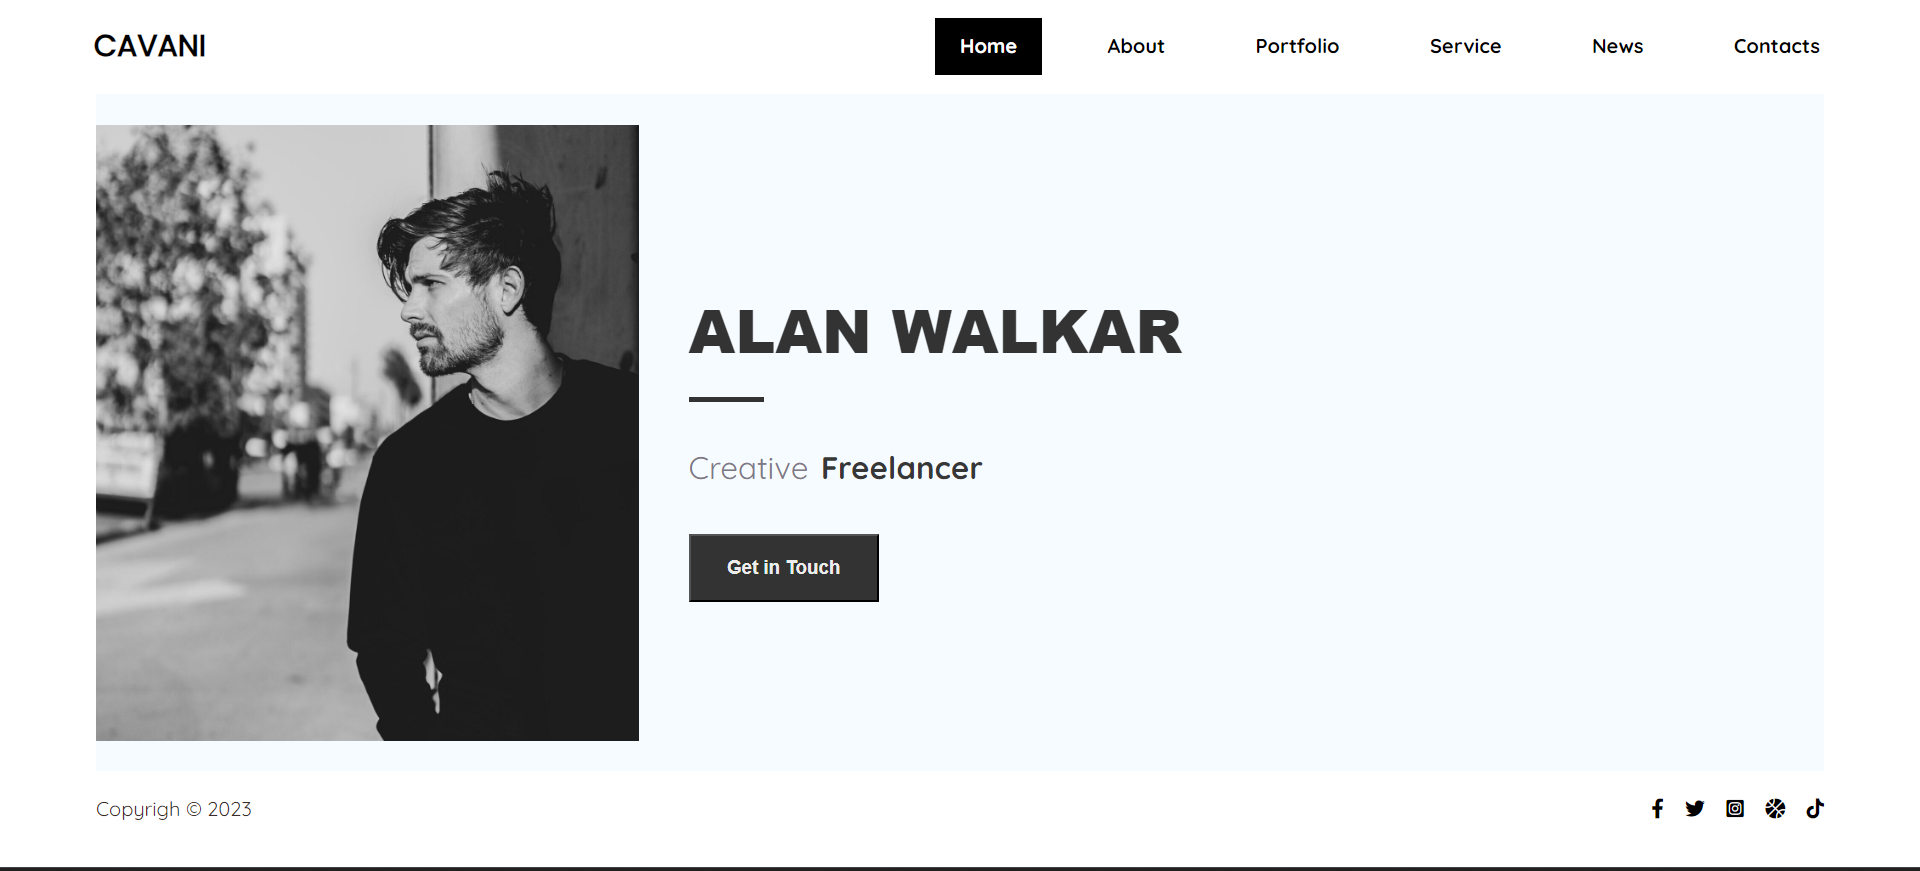 CAVANI
Home About Portfolio Service News Contacts
ALAN WALKAR
Creative Freelancer
Get in Touch
Copyrigh © 2023